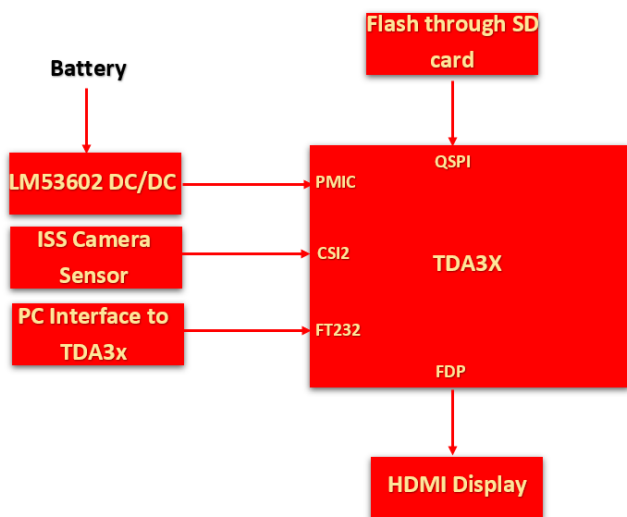 Flash through SD
card
Battery
QSPI
LM53602 DC/DC
PMIC
ISS Camera
Sensor
CSI2
TDA3X
PC Interface to
TDA3x
FT232
FDP
HDMI Display